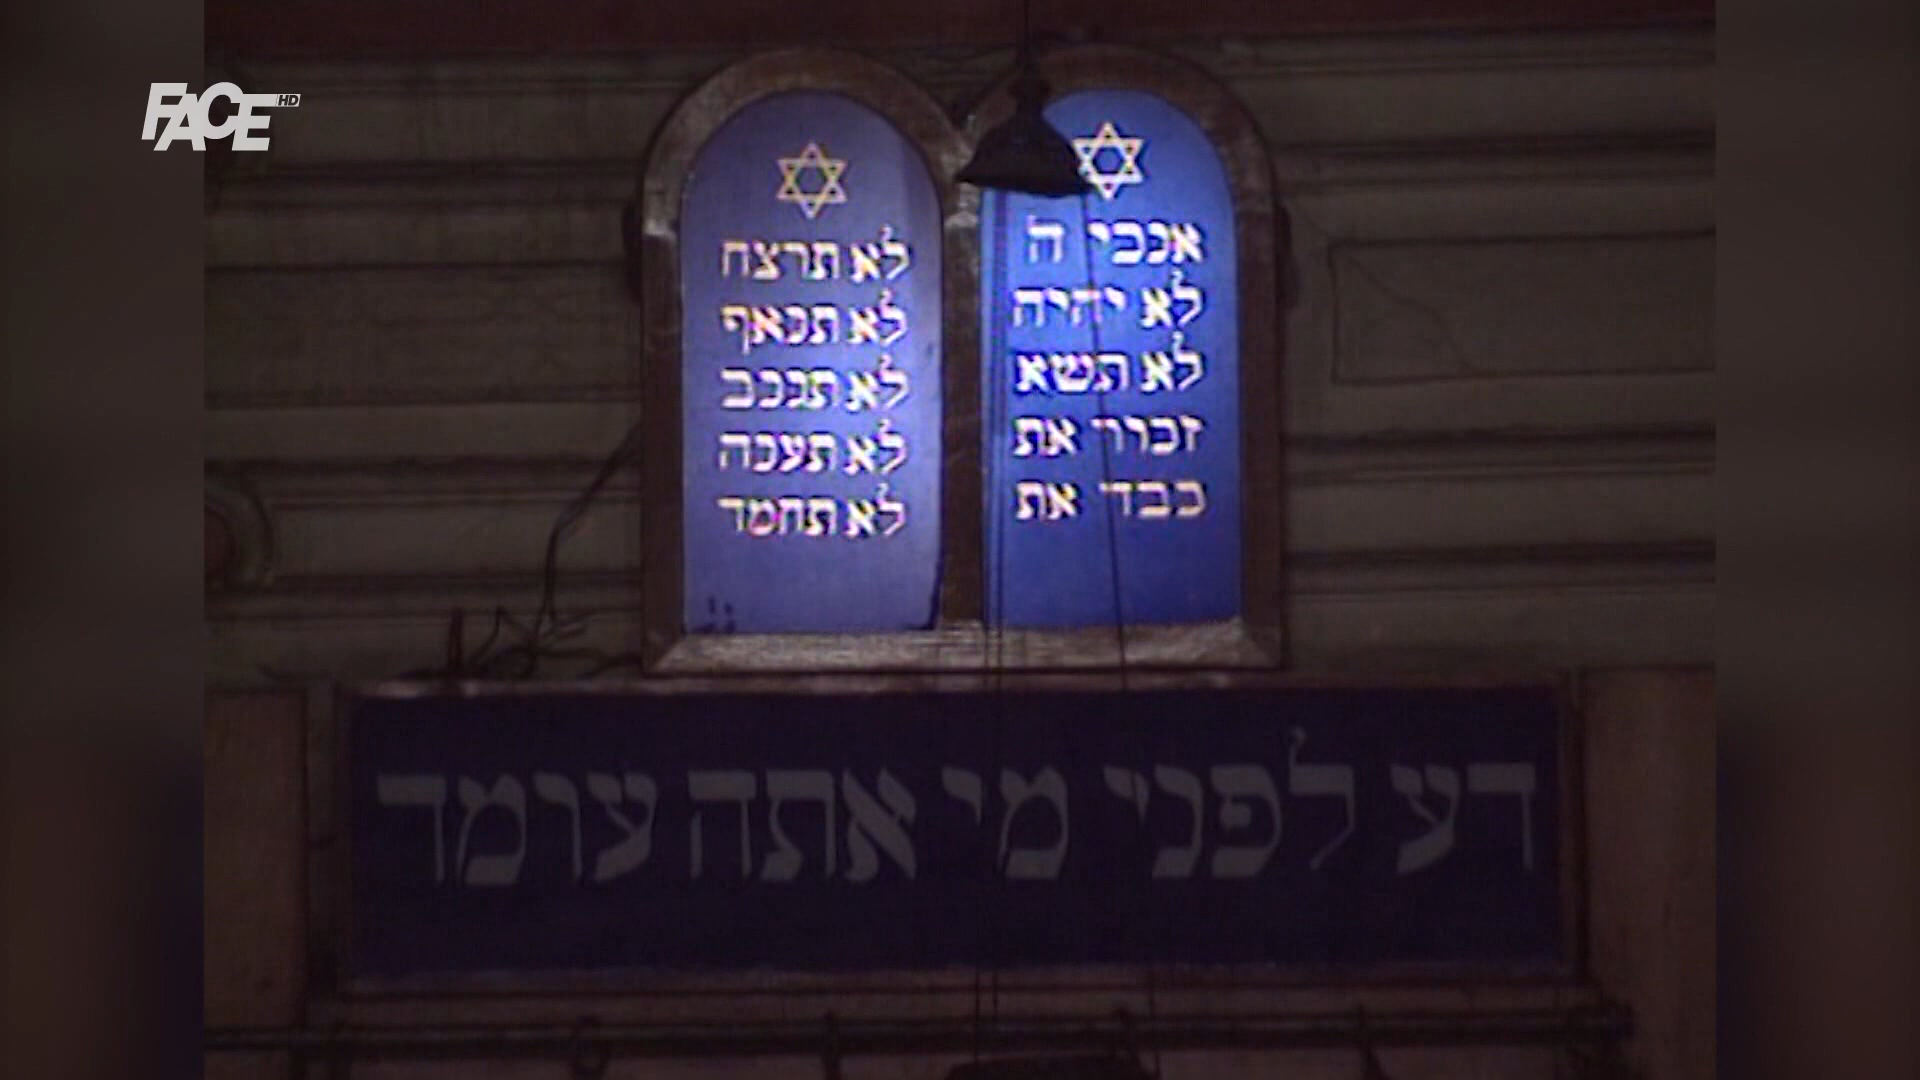 FACE HD
אנכי ה
לא יהיה
לא תשא
זכור את
כבד את
לא תרצח
לא תנאף
לא תגנב
לא תענה
לא תחמד
דע לפני מי אתה עומד